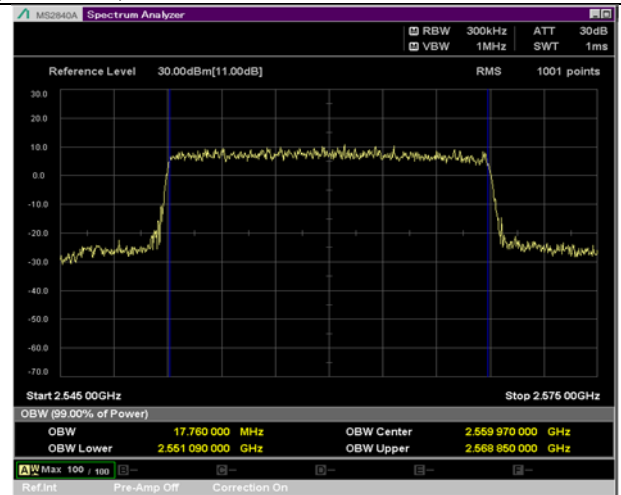 MS2840A Spectrum Analyzer
M RBW 300kHz ATT 30dB
M VBW 1MHz SWT 1ms
Reference Level 30.00dBm[11.00dB] RMS 1001 points
30.0
20.0
10.0
0.0
-10.0
-20.0
-30.0
-40.0
-50.0
-60.0
-70.0
Start 2.545 00GHz Stop 2.575 00GHz
OBW (99.00% of Power)
OBW 17.760 000 MHz OBW Center 2.559 970 000 GHz
OBW Lower 2.551 090 000 GHz OBW Upper 2.568 850 000 GHz
A W Max 100 / 100 B-- C-- D-- E-- F--
Ref.Int Pre-Amp Off Correction On